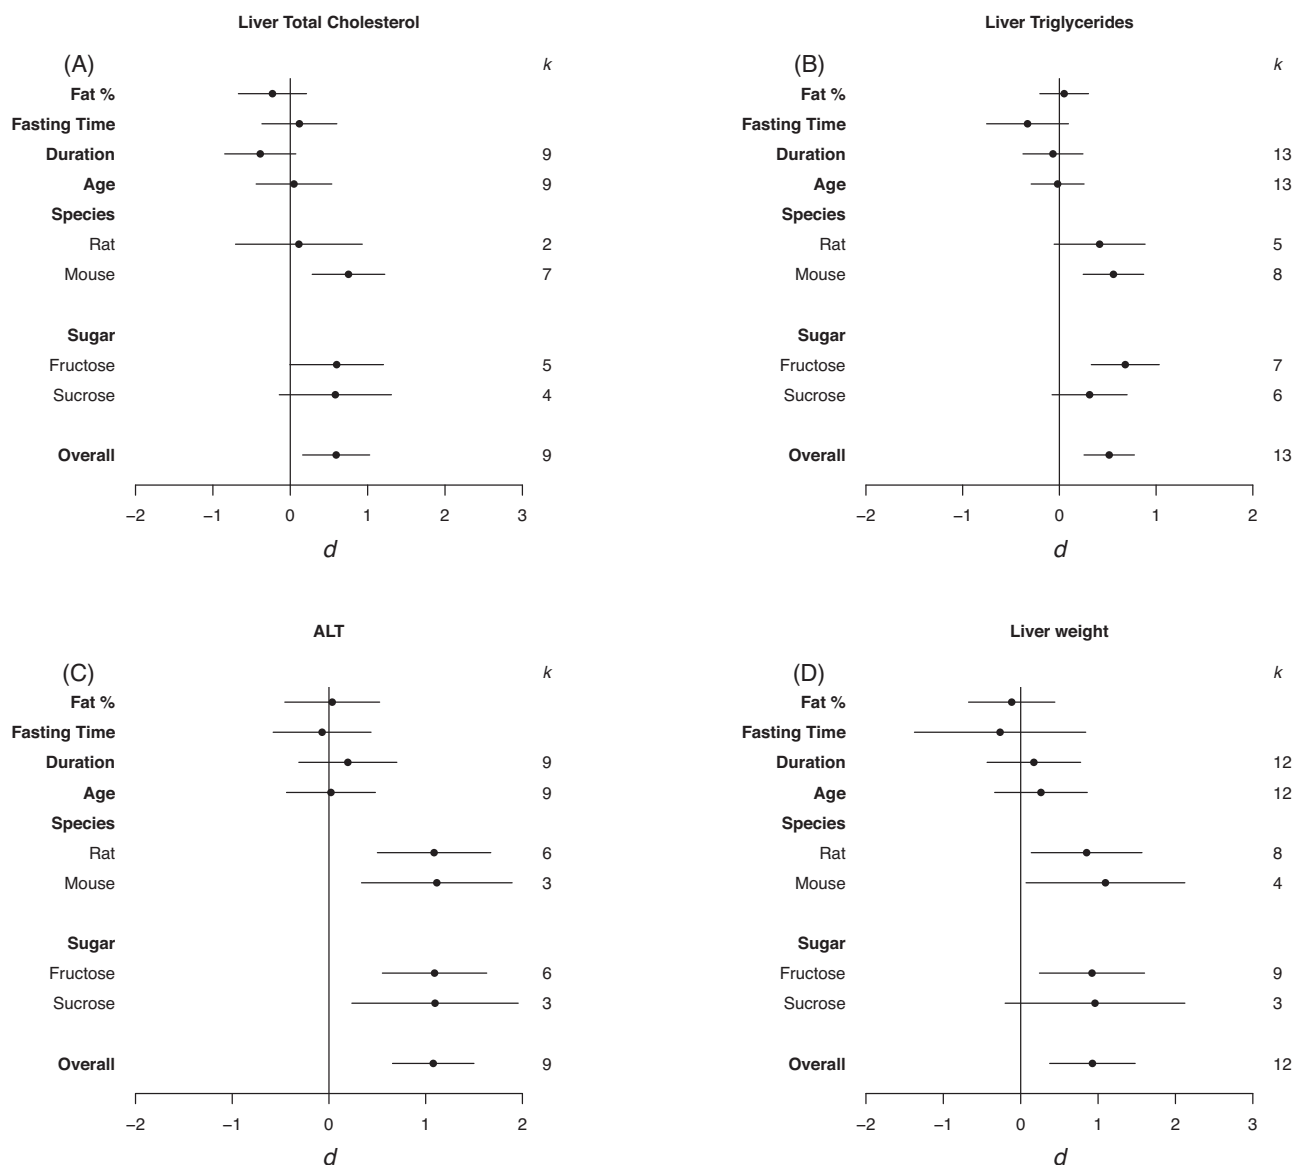 Liver Total Cholesterol
(A)
k
Fat %
Fasting Time
Duration 9
Age 9
Species
Rat 2
Mouse 7
Sugar
Fructose 5
Sucrose 4
Overall 9
−2 −1 0 1 2 3
d
Liver Triglycerides
(B)
k
Fat %
Fasting Time
Duration 13
Age 13
Species
Rat 5
Mouse 8
Sugar
Fructose 7
Sucrose 6
Overall 13
−2 −1 0 1 2
d
ALT
(C)
k
Fat %
Fasting Time
Duration 9
Age 9
Species
Rat 6
Mouse 3
Sugar
Fructose 6
Sucrose 3
Overall 9
−2 −1 0 1 2
d
Liver weight
(D)
k
Fat %
Fasting Time
Duration 12
Age 12
Species
Rat 8
Mouse 4
Sugar
Fructose 9
Sucrose 3
Overall 12
−2 −1 0 1 2 3
d